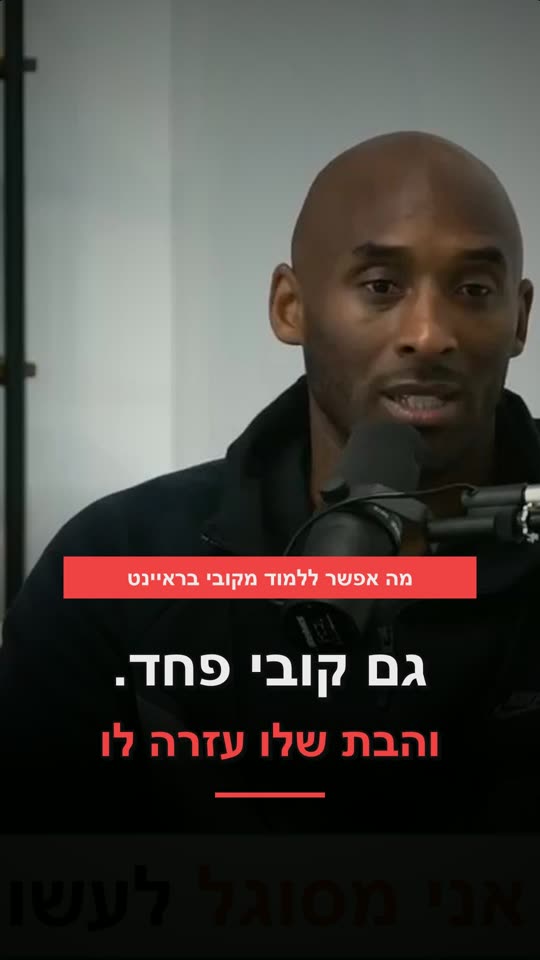 מה אפשר ללמוד מקובי בראיינט
גם קובי פחד.
והבת שלו עזרה לו
אני מסוגל לעשו